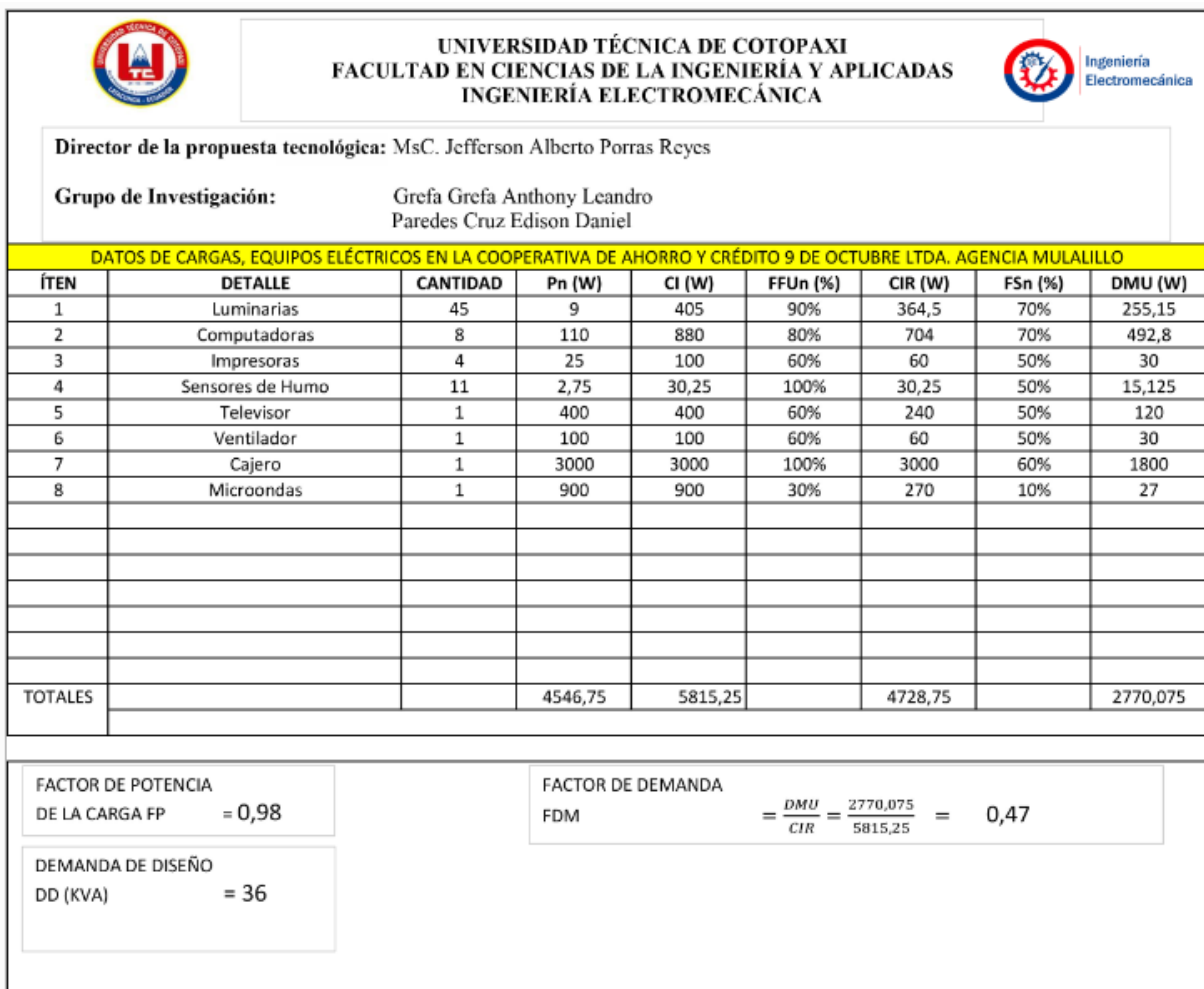 UNIVERSIDAD TÉCNICA DE COTOPAXI
FACULTAD EN CIENCIAS DE LA INGENIERÍA Y APLICADAS
INGENIERÍA ELECTROMECÁNICA
UNIVERSIDAD TÉCNICA DE COTOPAXI
UTC
LATACUNGA - ECUADOR
Ingeniería
Electromecánica
Director de la propuesta tecnológica: MsC. Jefferson Alberto Porras Reyes
Grupo de Investigación: Grefa Grefa Anthony Leandro
Paredes Cruz Edison Daniel
DATOS DE CARGAS, EQUIPOS ELÉCTRICOS EN LA COOPERATIVA DE AHORRO Y CRÉDITO 9 DE OCTUBRE LTDA. AGENCIA MULALILLO
ÍTEN DETALLE CANTIDAD Pn (W) CI (W) FFUn (%) CIR (W) FSn (%) DMU (W)
1 Luminarias 45 9 405 90% 364,5 70% 255,15
2 Computadoras 8 110 880 80% 704 70% 492,8
3 Impresoras 4 25 100 60% 60 50% 30
4 Sensores de Humo 11 2,75 30,25 100% 30,25 50% 15,125
5 Televisor 1 400 400 60% 240 50% 120
6 Ventilador 1 100 100 60% 60 50% 30
7 Cajero 1 3000 3000 100% 3000 60% 1800
8 Microondas 1 900 900 30% 270 10% 27
TOTALES 4546,75 5815,25 4728,75 2770,075
FACTOR DE POTENCIA
DE LA CARGA FP = 0,98
FACTOR DE DEMANDA
FDM = DMU/CIR = 2770,075/5815,25 = 0,47
DEMANDA DE DISEÑO
DD (KVA) = 36